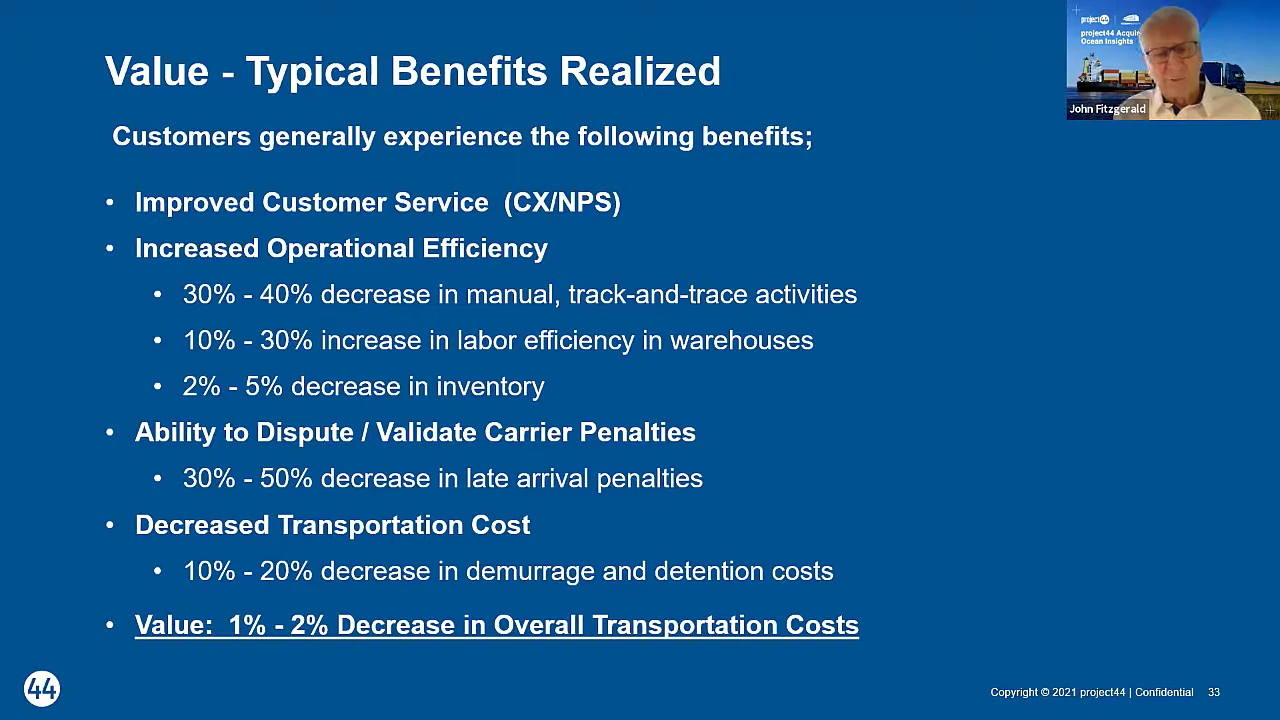 Value - Typical Benefits Realized
Customers generally experience the following benefits;
• Improved Customer Service (CX/NPS)
• Increased Operational Efficiency
• 30% - 40% decrease in manual, track-and-trace activities
• 10% - 30% increase in labor efficiency in warehouses
• 2% - 5% decrease in inventory
• Ability to Dispute / Validate Carrier Penalties
• 30% - 50% decrease in late arrival penalties
• Decreased Transportation Cost
• 10% - 20% decrease in demurrage and detention costs
• Value: 1% - 2% Decrease in Overall Transportation Costs
project44
project44
Ocean Insights
John Fitzgerald
44
Copyright © 2021 project44 | Confidential 33